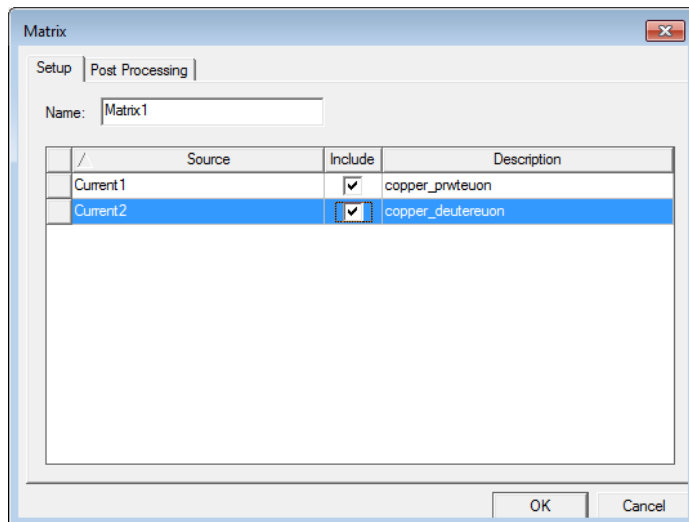 Matrix
Setup Post Processing
Name: Matrix1
Source Include Description
Current1 copper_prwteuon
Current2 copper_deutereuon
OK Cancel